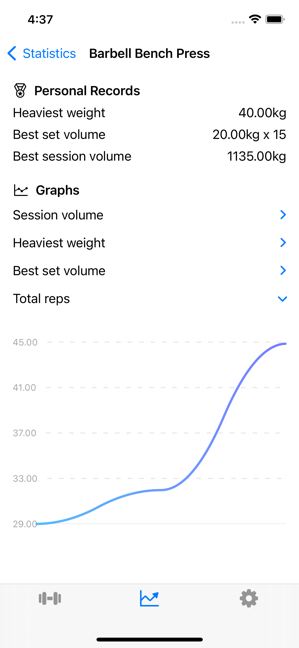 4:37
Statistics Barbell Bench Press
Personal Records
Heaviest weight 40.00kg
Best set volume 20.00kg x 15
Best session volume 1135.00kg
Graphs
Session volume
Heaviest weight
Best set volume
Total reps
45.00
41.00
37.00
33.00
29.00